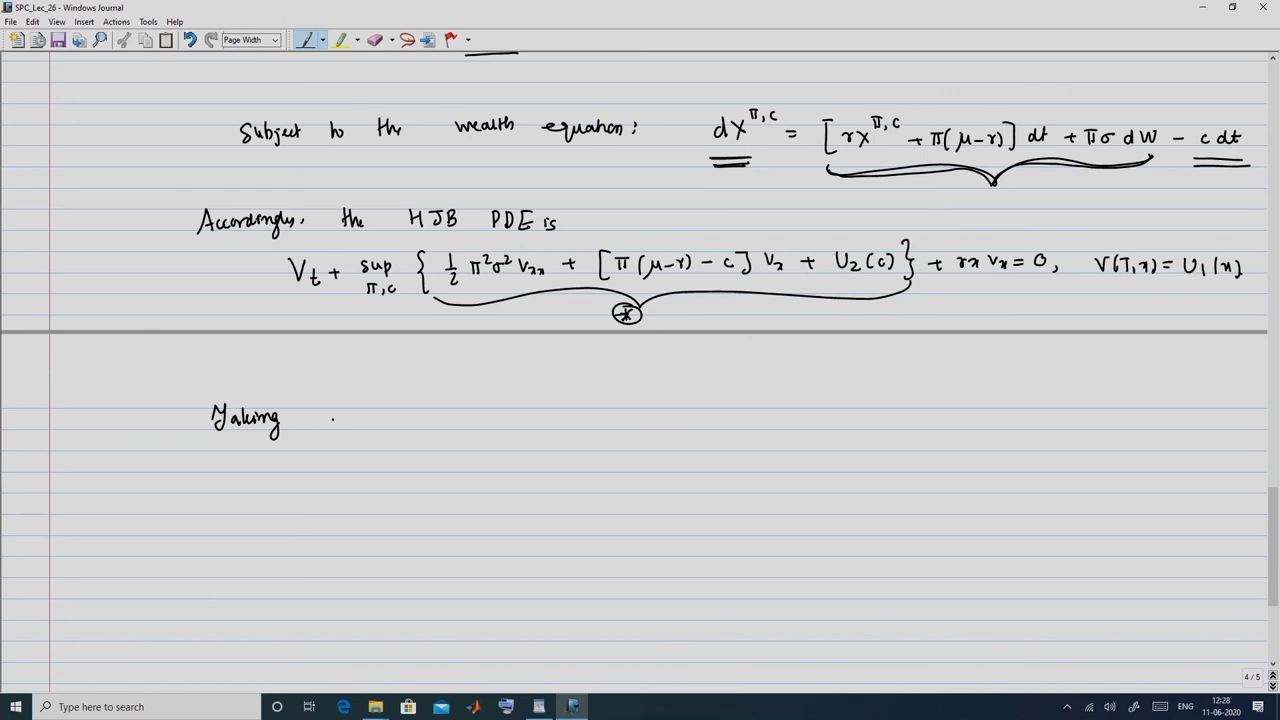 SPC_Lec_26 - Windows Journal
File Edit View Insert Actions Tools Help
Page Width
Subject to the wealth equation: dX^{π,c} = [rX^{π,c} + π(μ-r)] dt + πσ dW - c dt
Accordingly, the HJB PDE is
V_t + sup_{π,c} { 1/2 π²σ² V_{xx} + [π(μ-r) - c] V_x + U_2(c) } + rx V_x = 0, V(T,x) = U_1(x)
*
Taking
4/5
Type here to search
ENG
12:28
11-06-2020